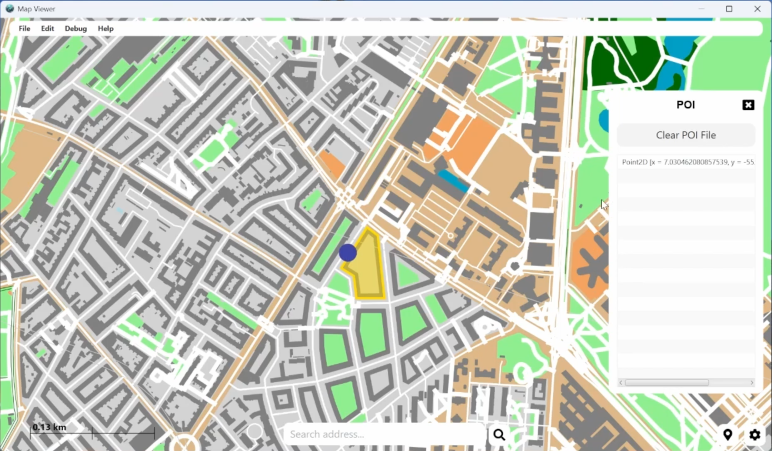 Map Viewer
File Edit Debug Help
POI
Clear POI File
Point2D [x = 7.030462080857539, y = -55
0.13 km
Search address...